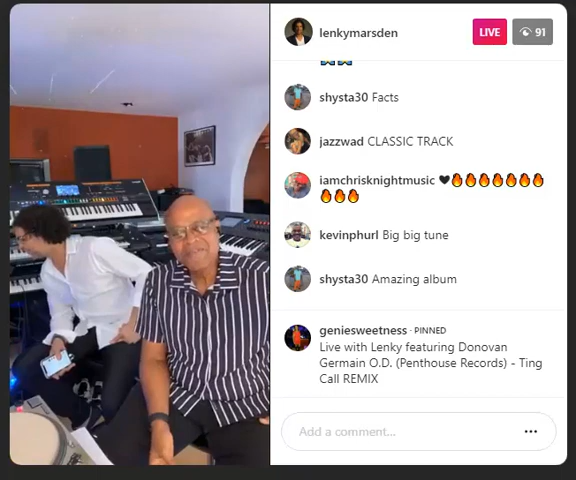 lenkymarsden LIVE 91
shysta30 Facts
jazzwad CLASSIC TRACK
iamchrisknightmusic 🖤🔥🔥🔥🔥🔥🔥🔥
🔥🔥🔥
kevinphurl Big big tune
shysta30 Amazing album
geniesweetness · PINNED
Live with Lenky featuring Donovan
Germain O.D. (Penthouse Records) - Ting
Call REMIX
Add a comment...